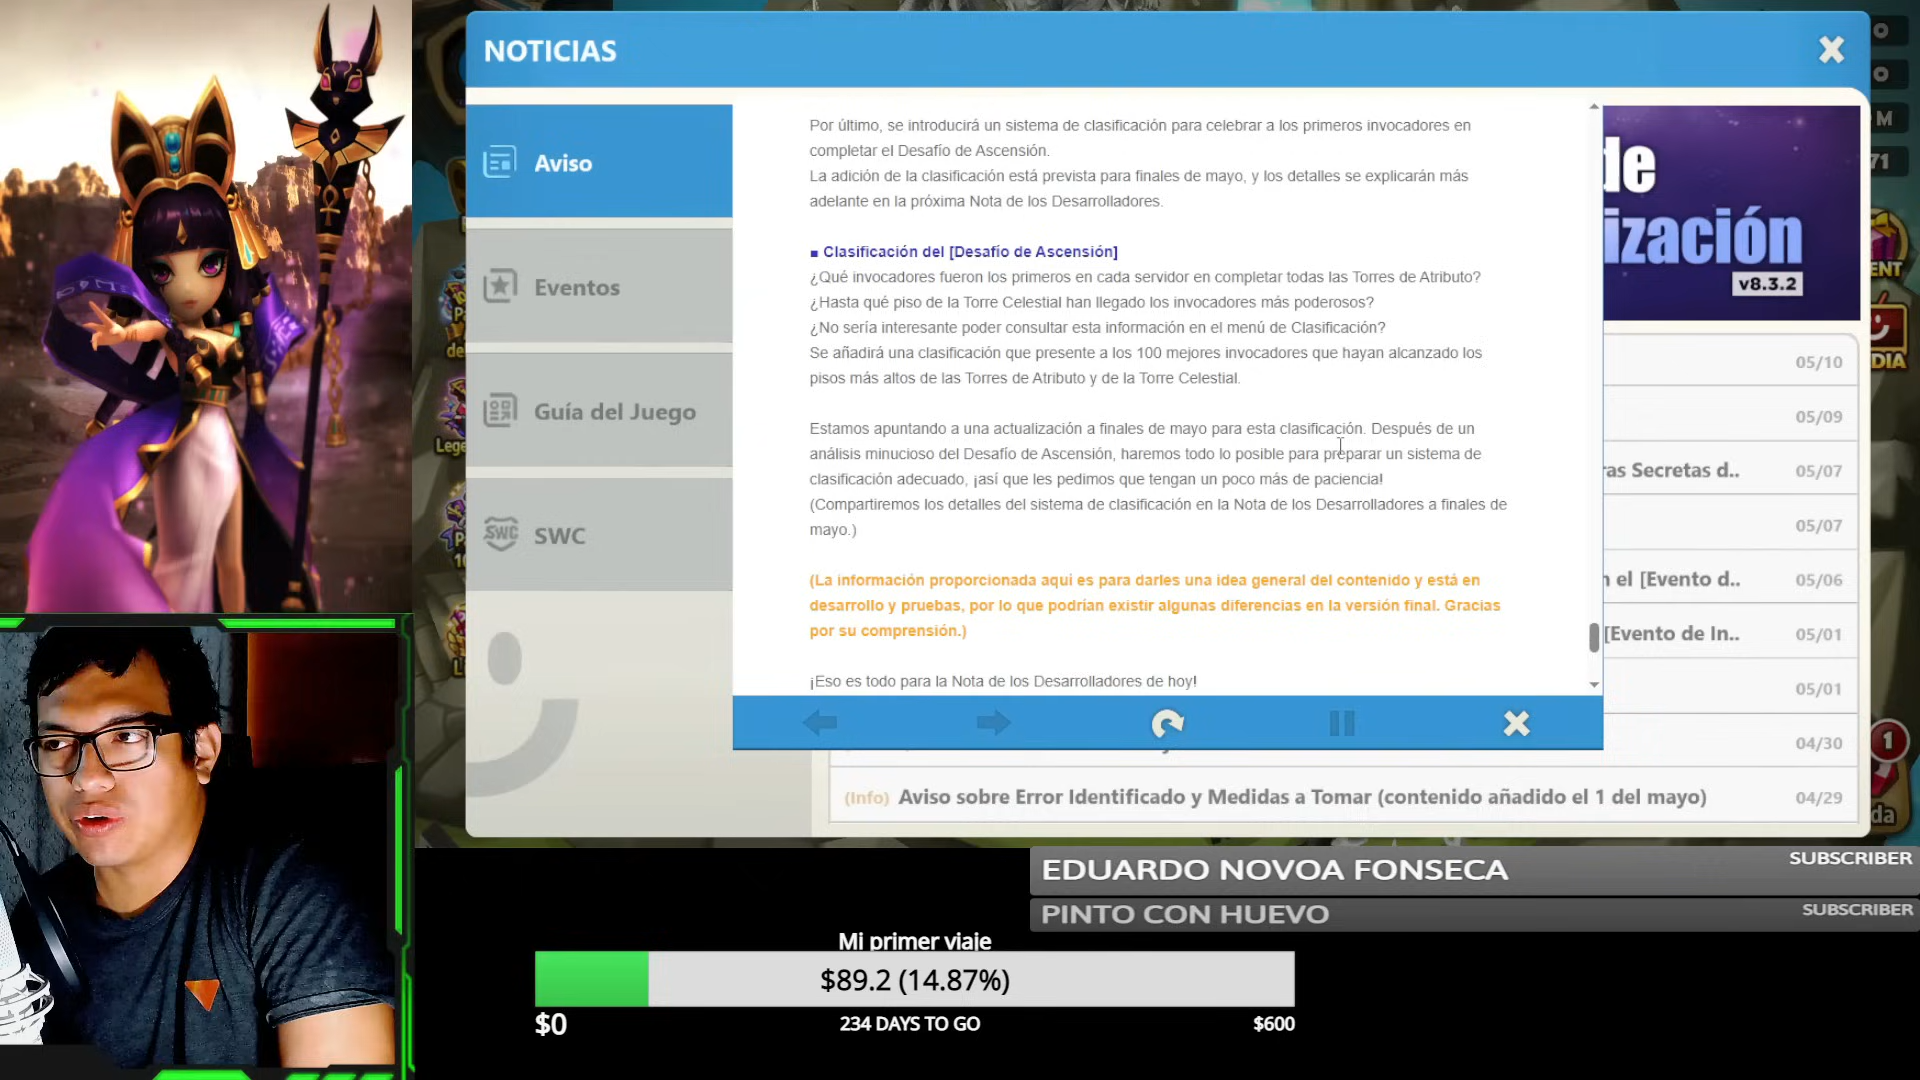 NOTICIAS
Aviso
Eventos
Guía del Juego
SWC
SWC
Por último, se introducirá un sistema de clasificación para celebrar a los primeros invocadores en
completar el Desafío de Ascensión.
La adición de la clasificación está prevista para finales de mayo, y los detalles se explicarán más
adelante en la próxima Nota de los Desarrolladores.
■ Clasificación del [Desafío de Ascensión]
¿Qué invocadores fueron los primeros en cada servidor en completar todas las Torres de Atributo?
¿Hasta qué piso de la Torre Celestial han llegado los invocadores más poderosos?
¿No sería interesante poder consultar esta información en el menú de Clasificación?
Se añadirá una clasificación que presente a los 100 mejores invocadores que hayan alcanzado los
pisos más altos de las Torres de Atributo y de la Torre Celestial.
Estamos apuntando a una actualización a finales de mayo para esta clasificación. Después de un
análisis minucioso del Desafío de Ascensión, haremos todo lo posible para preparar un sistema de
clasificación adecuado, ¡así que les pedimos que tengan un poco más de paciencia!
(Compartiremos los detalles del sistema de clasificación en la Nota de los Desarrolladores a finales de
mayo.)
(La información proporcionada aquí es para darles una idea general del contenido y está en
desarrollo y pruebas, por lo que podrían existir algunas diferencias en la versión final. Gracias
por su comprensión.)
¡Eso es todo para la Nota de los Desarrolladores de hoy!
de
ización
v8.3.2
05/10
05/09
ras Secretas d.. 05/07
05/07
n el [Evento d.. 05/06
[Evento de In.. 05/01
05/01
04/30
(Info) Aviso sobre Error Identificado y Medidas a Tomar (contenido añadido el 1 del mayo) 04/29
M
71
ENT
DIA
1
da
Lege
EDUARDO NOVOA FONSECA SUBSCRIBER
PINTO CON HUEVO SUBSCRIBER
Mi primer viaje
$89.2 (14.87%)
$0 234 DAYS TO GO $600